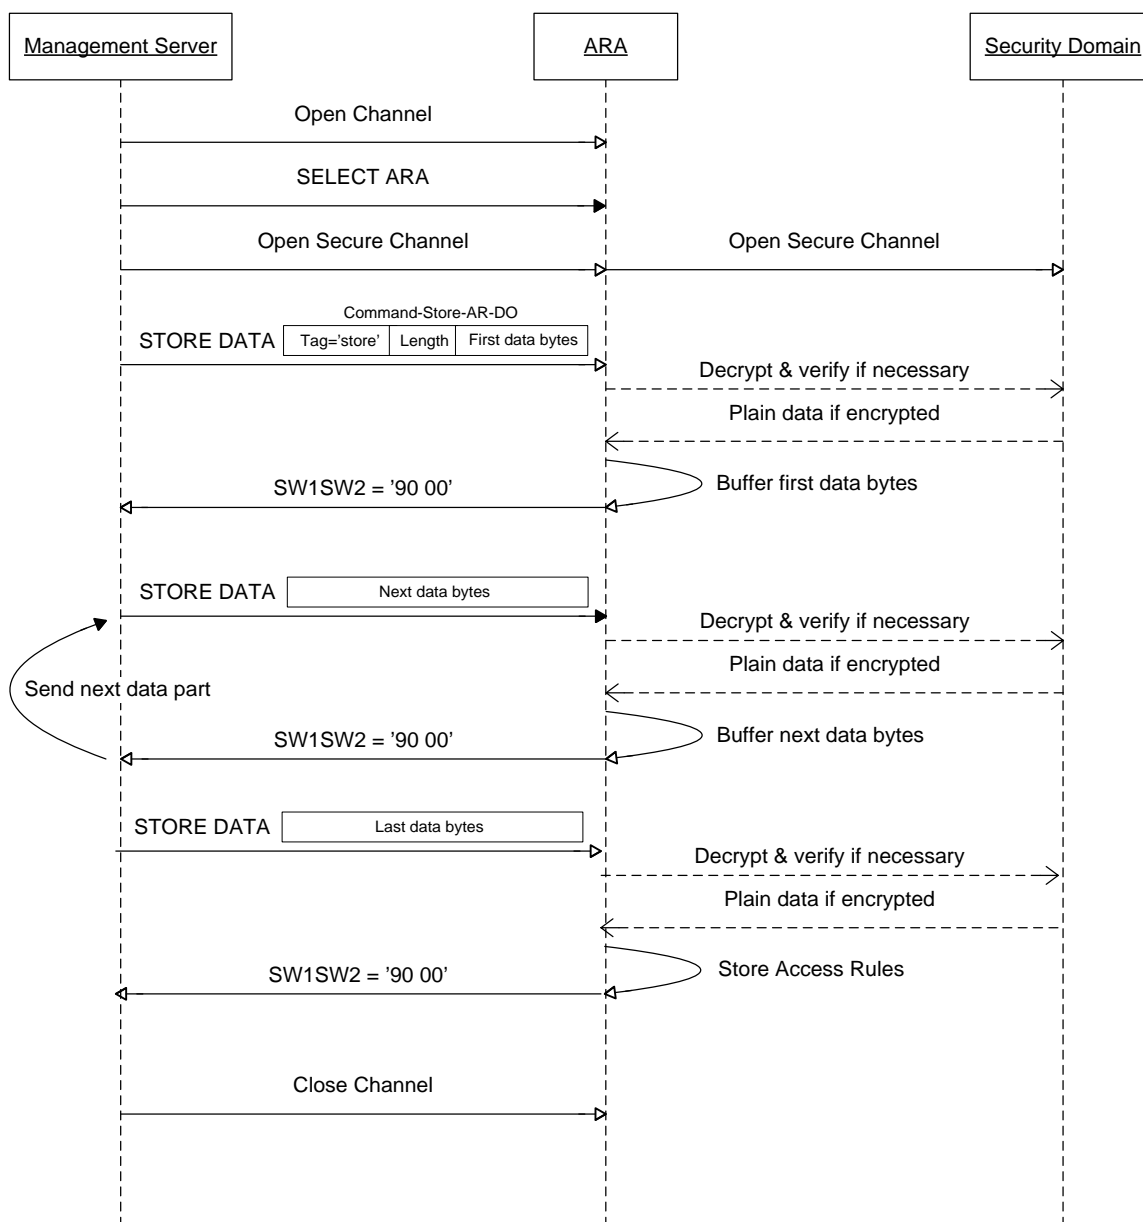 Management Server
ARA
Security Domain
Open Channel
SELECT ARA
Open Secure Channel
Open Secure Channel
Command-Store-AR-DO
STORE DATA
Tag='store'
Length
First data bytes
Decrypt & verify if necessary
Plain data if encrypted
Buffer first data bytes
SW1SW2 = '90 00'
STORE DATA
Next data bytes
Decrypt & verify if necessary
Plain data if encrypted
Send next data part
Buffer next data bytes
SW1SW2 = '90 00'
STORE DATA
Last data bytes
Decrypt & verify if necessary
Plain data if encrypted
Store Access Rules
SW1SW2 = '90 00'
Close Channel